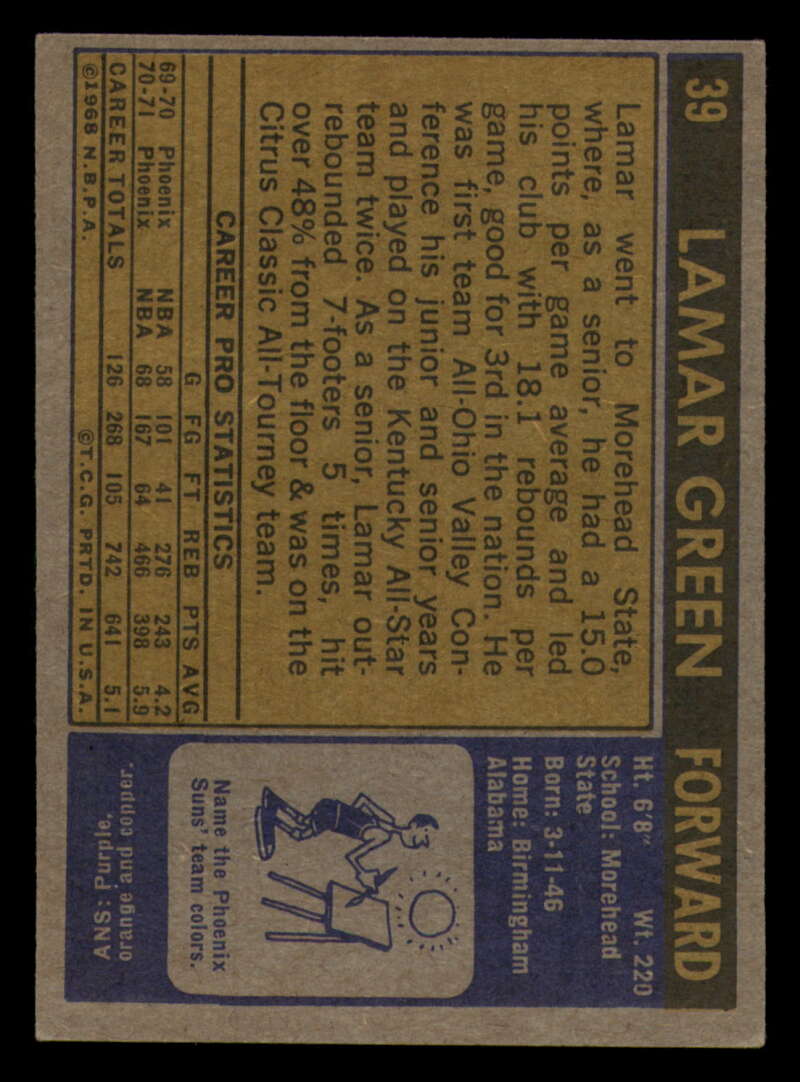 39 LAMAR GREEN FORWARD
Lamar went to Morehead State,
where, as a senior, he had a 15.0
points per game average and led
his club with 18.1 rebounds per
game, good for 3rd in the nation. He
was first team All-Ohio Valley Con-
ference his junior and senior years
and played on the Kentucky All-Star
team twice. As a senior, Lamar out-
rebounded 7-footers 5 times, hit
over 48% from the floor & was on the
Citrus Classic All-Tourney team.
CAREER PRO STATISTICS
G FG FT REB PTS AVG
69-70 Phoenix NBA 58 101 41 276 243 4.2
70-71 Phoenix NBA 68 167 64 466 398 5.9
CAREER TOTALS 126 268 105 742 641 5.1
©1968 N.B.P.A. ©T.C.G. PRTD. IN U.S.A.
Ht. 6'8" Wt. 220
School: Morehead
State
Born: 3-11-46
Home: Birmingham
Alabama
Name the Phoenix
Suns' team colors.
ANS: Purple,
orange and copper.